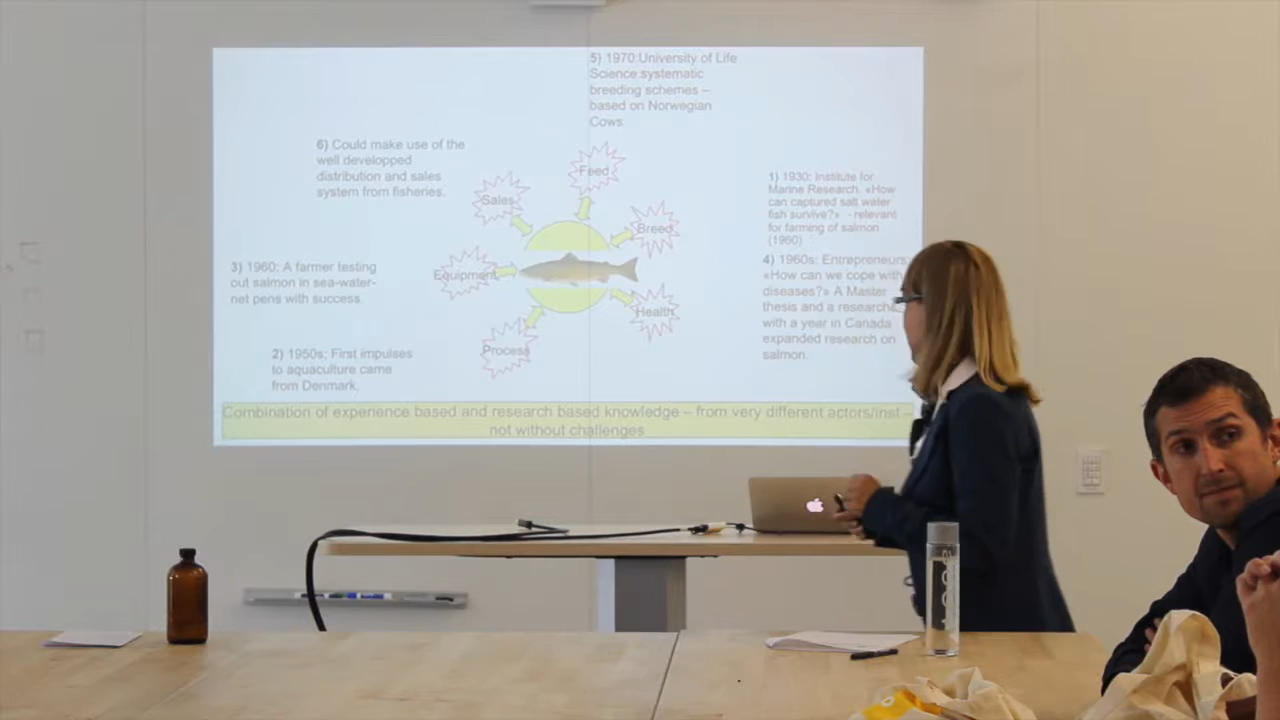 5) 1970:University of Life
Science:systematic
breeding schemes –
based on Norwegian
Cows
6) Could make use of the
well developped
distribution and sales
system from fisheries.
Feed
Sales
Breed
Equipment
Health
Process
1) 1930: Institute for
Marine Research. «How
can captured salt water
fish survive?» - relevant
for farming of salmon
(1960)
4) 1960s: Entrepreneurs:
«How can we cope with
diseases?» A Master
thesis and a research
with a year in Canada
expanded research on
salmon.
3) 1960: A farmer testing
out salmon in sea-water-
net pens with success.
2) 1950s: First impulses
to aquaculture came
from Denmark.
Combination of experience based and research based knowledge – from very different actors/inst –
not without challenges